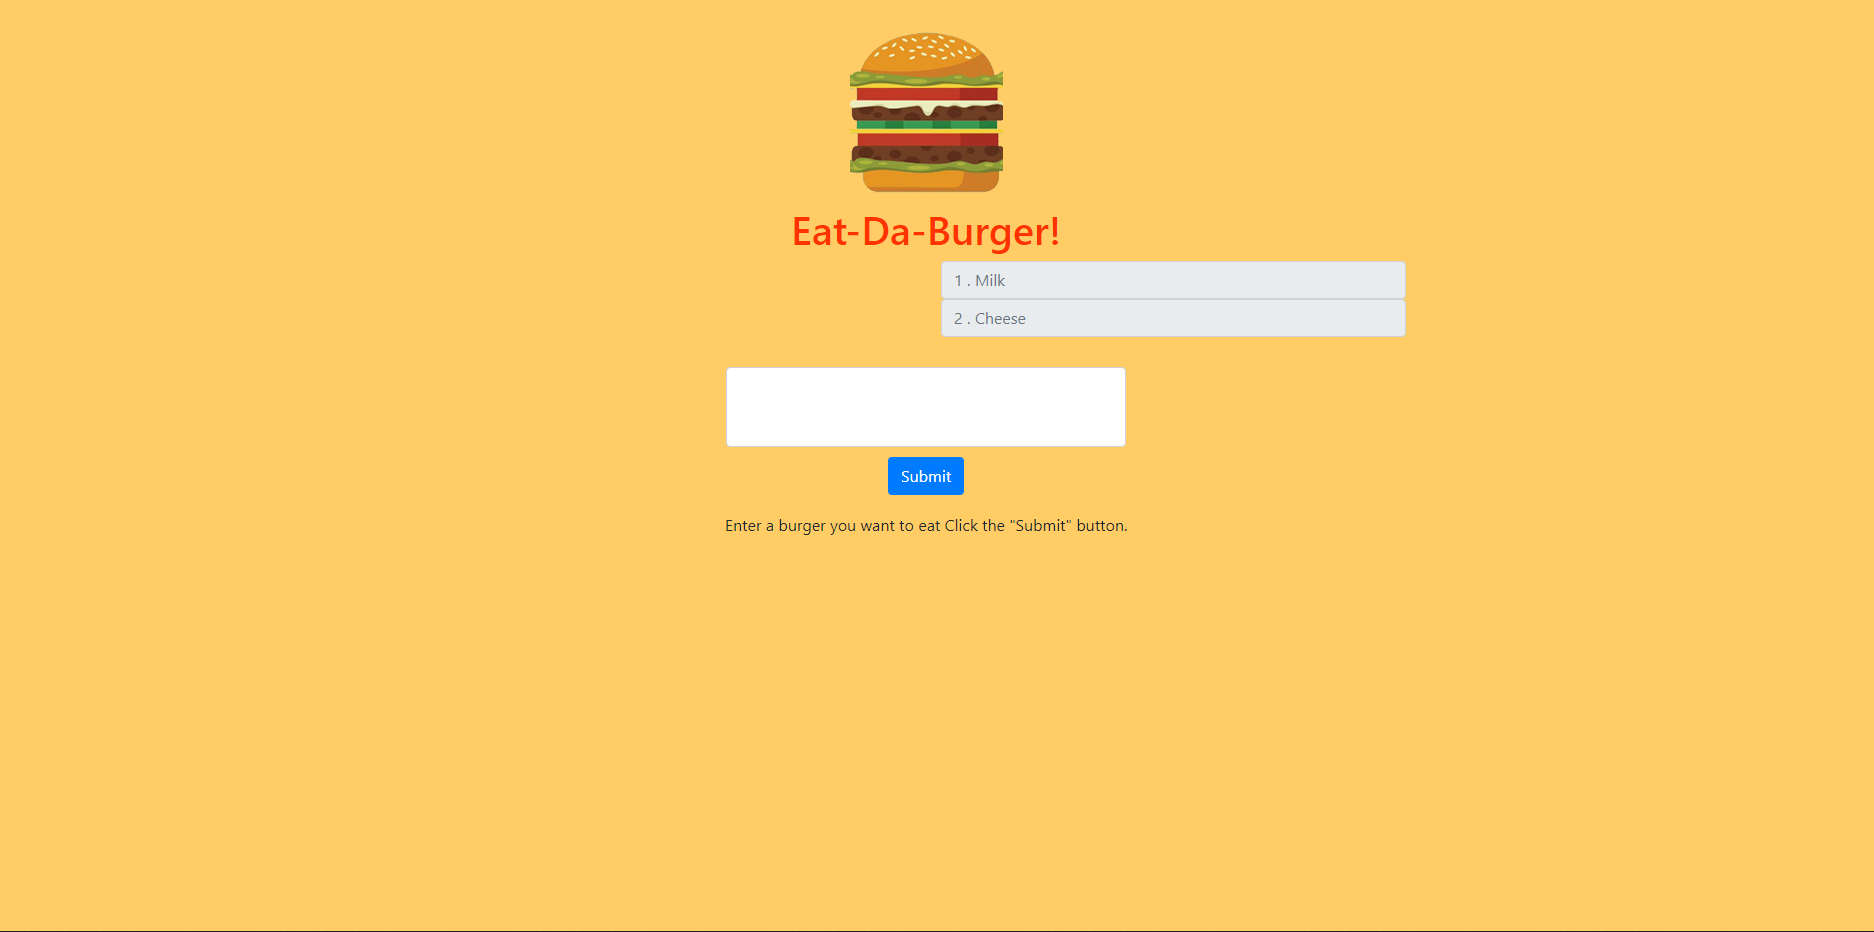 Eat-Da-Burger!
1 . Milk
2 . Cheese
Submit
Enter a burger you want to eat Click the "Submit" button.